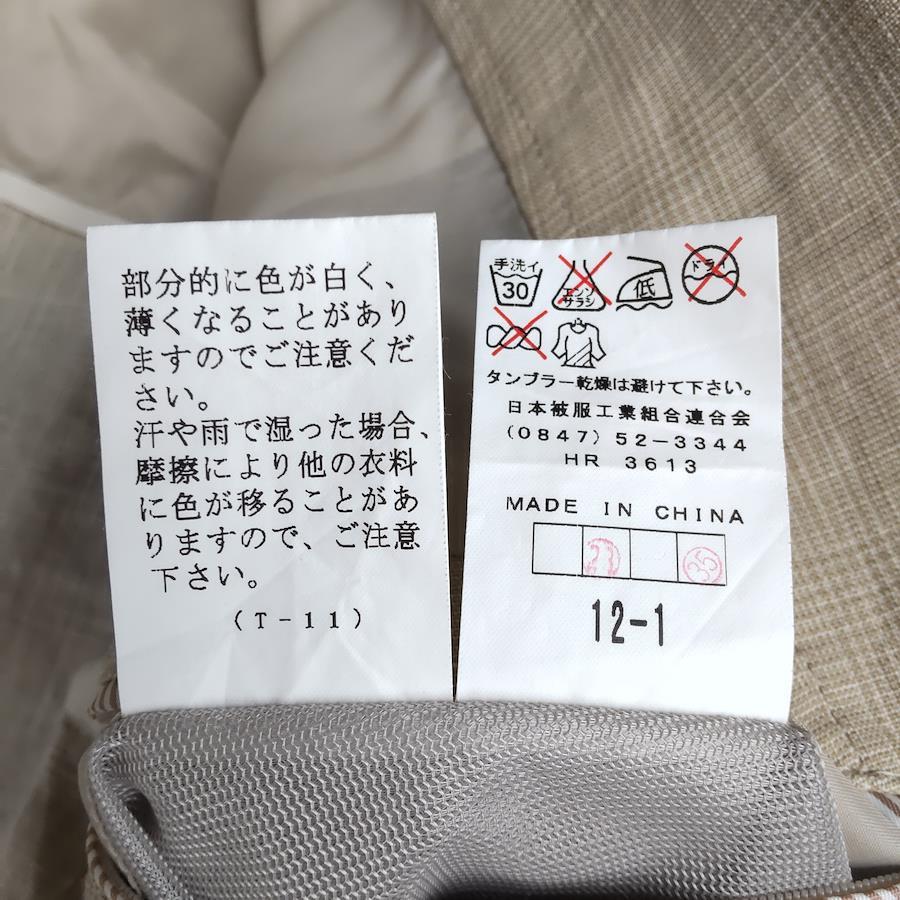 部分的に色が白く、
薄くなることがあり
ますのでご注意くだ
さい。
汗や雨で湿った場合、
摩擦により他の衣料
に色が移ることがあ
りますので、ご注意
下さい。
(T-11)
手洗イ
30
エンソ
サラシ
低
ドライ
タンブラー乾燥は避けて下さい。
日本被服工業組合連合会
(0847) 52-3344
HR 3613
MADE IN CHINA
12-1